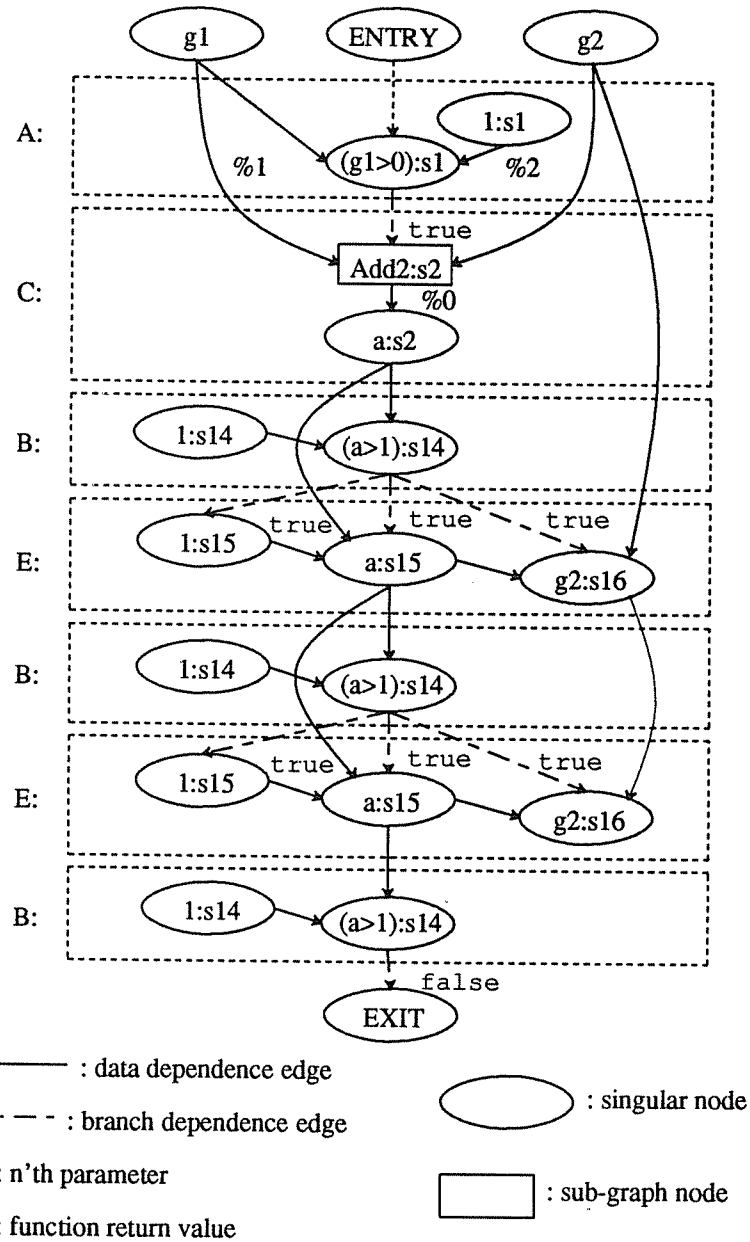 g1 ENTRY g2
A: 1:s1
%1 (g1>0):s1 %2
true
C: Add2:s2
%0
a:s2
B: 1:s14 (a>1):s14
true true true
1:s15
E: a:s15 g2:s16
B: 1:s14 (a>1):s14
true true true
1:s15
E: a:s15 g2:s16
B: 1:s14 (a>1):s14
false
EXIT
: data dependence edge
: singular node
: branch dependence edge
: n'th parameter
: sub-graph node
: function return value